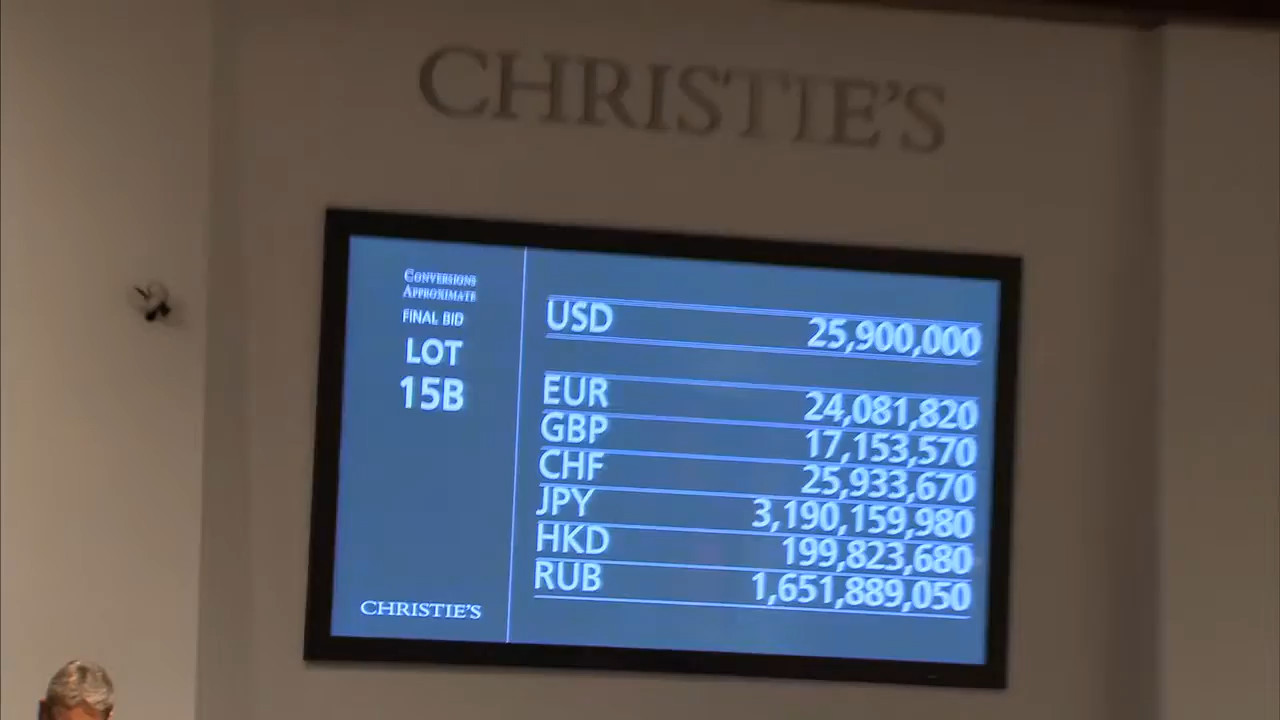 CHRISTIE'S
CONVERSIONS
APPROXIMATE
FINAL BID
LOT
15B
CHRISTIE'S
USD 25,900,000
EUR 24,081,820
GBP 17,153,570
CHF 25,933,670
JPY 3,190,159,980
HKD 199,823,680
RUB 1,651,889,050